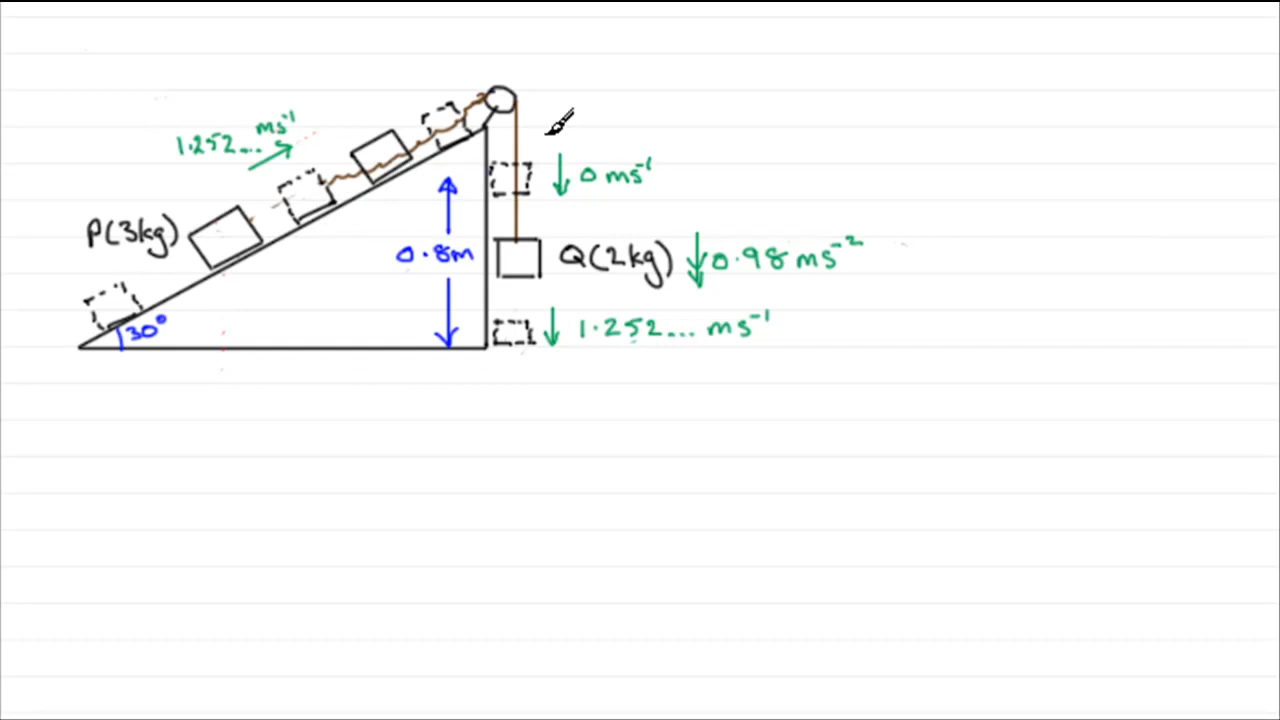 1.252... ms⁻¹
0 ms⁻¹
P(3kg)
0.8m
Q(2kg)
0.98 ms⁻²
30°
1.252... ms⁻¹